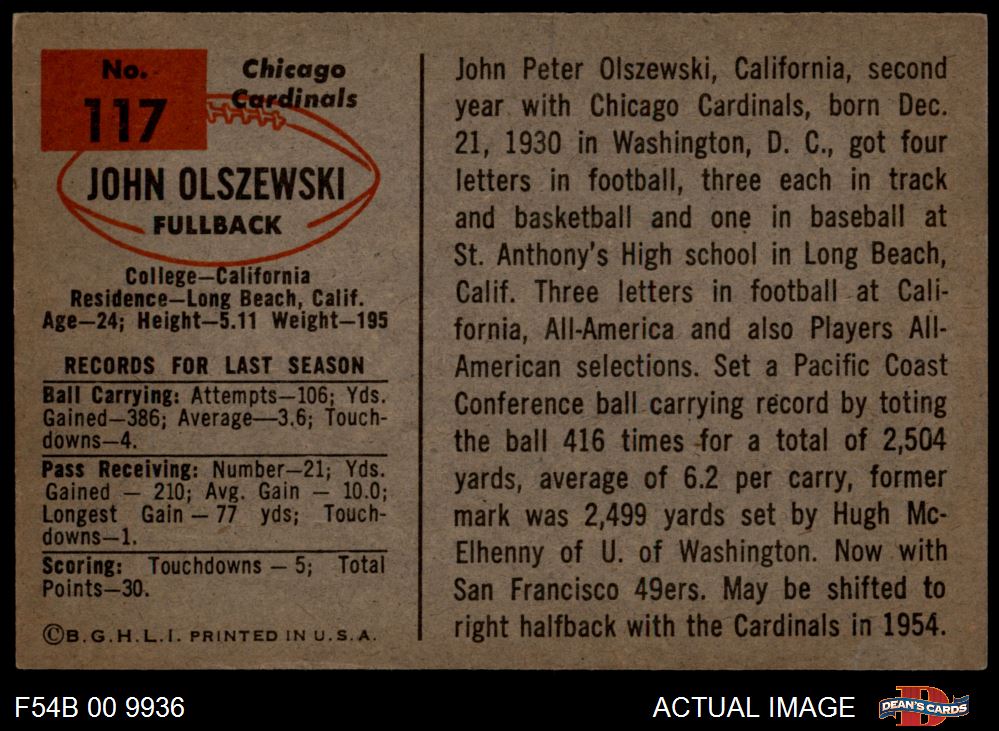 No.
117
Chicago
Cardinals
JOHN OLSZEWSKI
FULLBACK
College—California
Residence—Long Beach, Calif.
Age—24; Height—5.11 Weight—195
RECORDS FOR LAST SEASON
Ball Carrying: Attempts—106; Yds.
Gained—386; Average—3.6; Touch-
downs—4.
Pass Receiving: Number—21; Yds.
Gained — 210; Avg. Gain — 10.0;
Longest Gain — 77 yds; Touch-
downs—1.
Scoring: Touchdowns — 5; Total
Points—30.
©B.G.H.L.I. PRINTED IN U.S.A.
John Peter Olszewski, California, second
year with Chicago Cardinals, born Dec.
21, 1930 in Washington, D. C., got four
letters in football, three each in track
and basketball and one in baseball at
St. Anthony's High school in Long Beach,
Calif. Three letters in football at Cali-
fornia, All-America and also Players All-
American selections. Set a Pacific Coast
Conference ball carrying record by toting
the ball 416 times for a total of 2,504
yards, average of 6.2 per carry, former
mark was 2,499 yards set by Hugh Mc-
Elhenny of U. of Washington. Now with
San Francisco 49ers. May be shifted to
right halfback with the Cardinals in 1954.
F54B 00 9936
ACTUAL IMAGE
D
DEAN'S CARDS